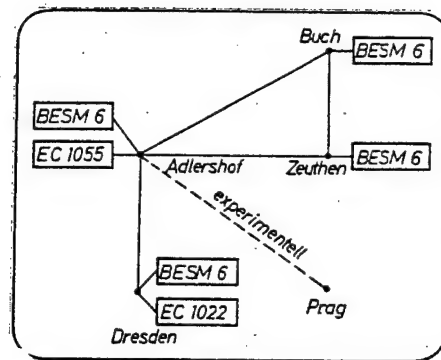 Buch
BESM 6
BESM 6
EC 1055
Adlershof
Zeuthen
BESM 6
experimentell
BESM 6
EC 1022
Prag
Dresden